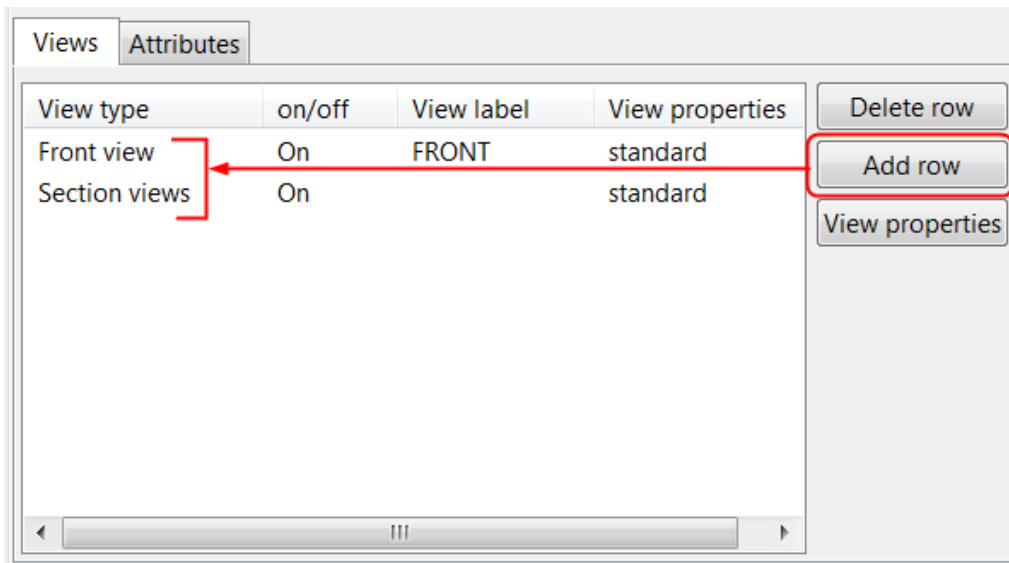 Views Attributes
View type on/off View label View properties Delete row
Front view On FRONT standard Add row
Section views On standard
View properties